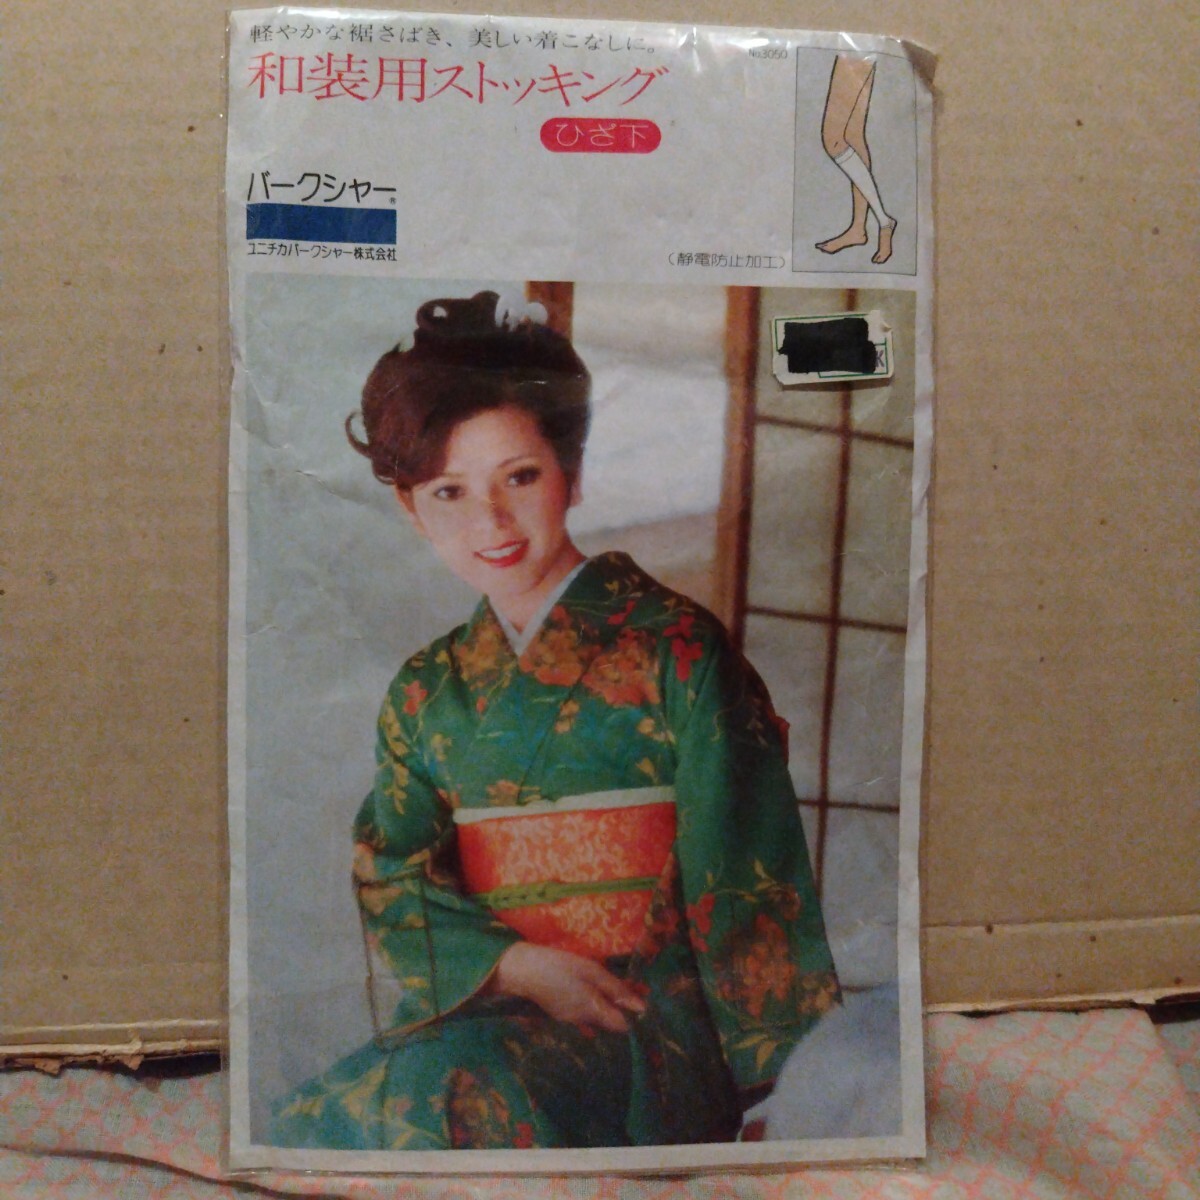 軽やかな裾さばき、美しい着こなしに。
和装用ストッキング
ひざ下
№3050
バークシャー®
ユニチカバークシャー株式会社
(静電防止加工)
K